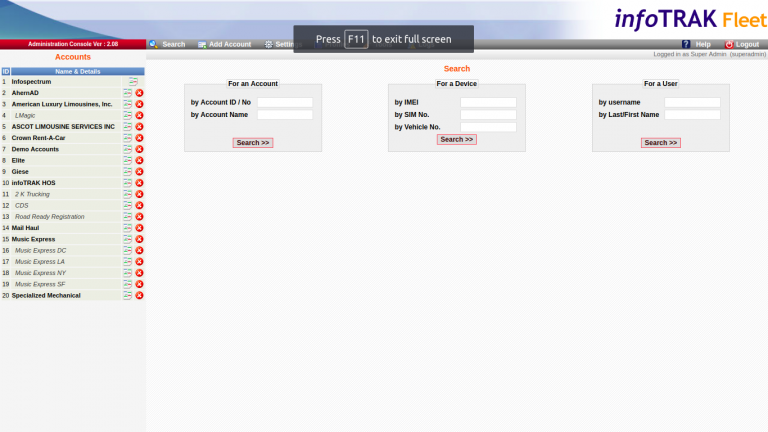 infoTRAK Fleet
Press F11 to exit full screen
Administration Console Ver : 2.08
Search
Add Account
Help
Logout
Logged in as Super Admin (superadmin)
Accounts
ID Name & Details
1 Infospectrum
2 AhernAD
3 American Luxury Limousines, Inc.
4 LMagic
5 ASCOT LIMOUSINE SERVICES INC
6 Crown Rent-A-Car
7 Demo Accounts
8 Elite
9 Giese
10 infoTRAK HOS
11 2 K Trucking
12 CDS
13 Road Ready Registration
14 Mail Haul
15 Music Express
16 Music Express DC
17 Music Express LA
18 Music Express NY
19 Music Express SF
20 Specialized Mechanical
Search
For an Account
by Account ID / No
by Account Name
Search >>
For a Device
by IMEI
by SIM No.
by Vehicle No.
Search >>
For a User
by username
by Last/First Name
Search >>